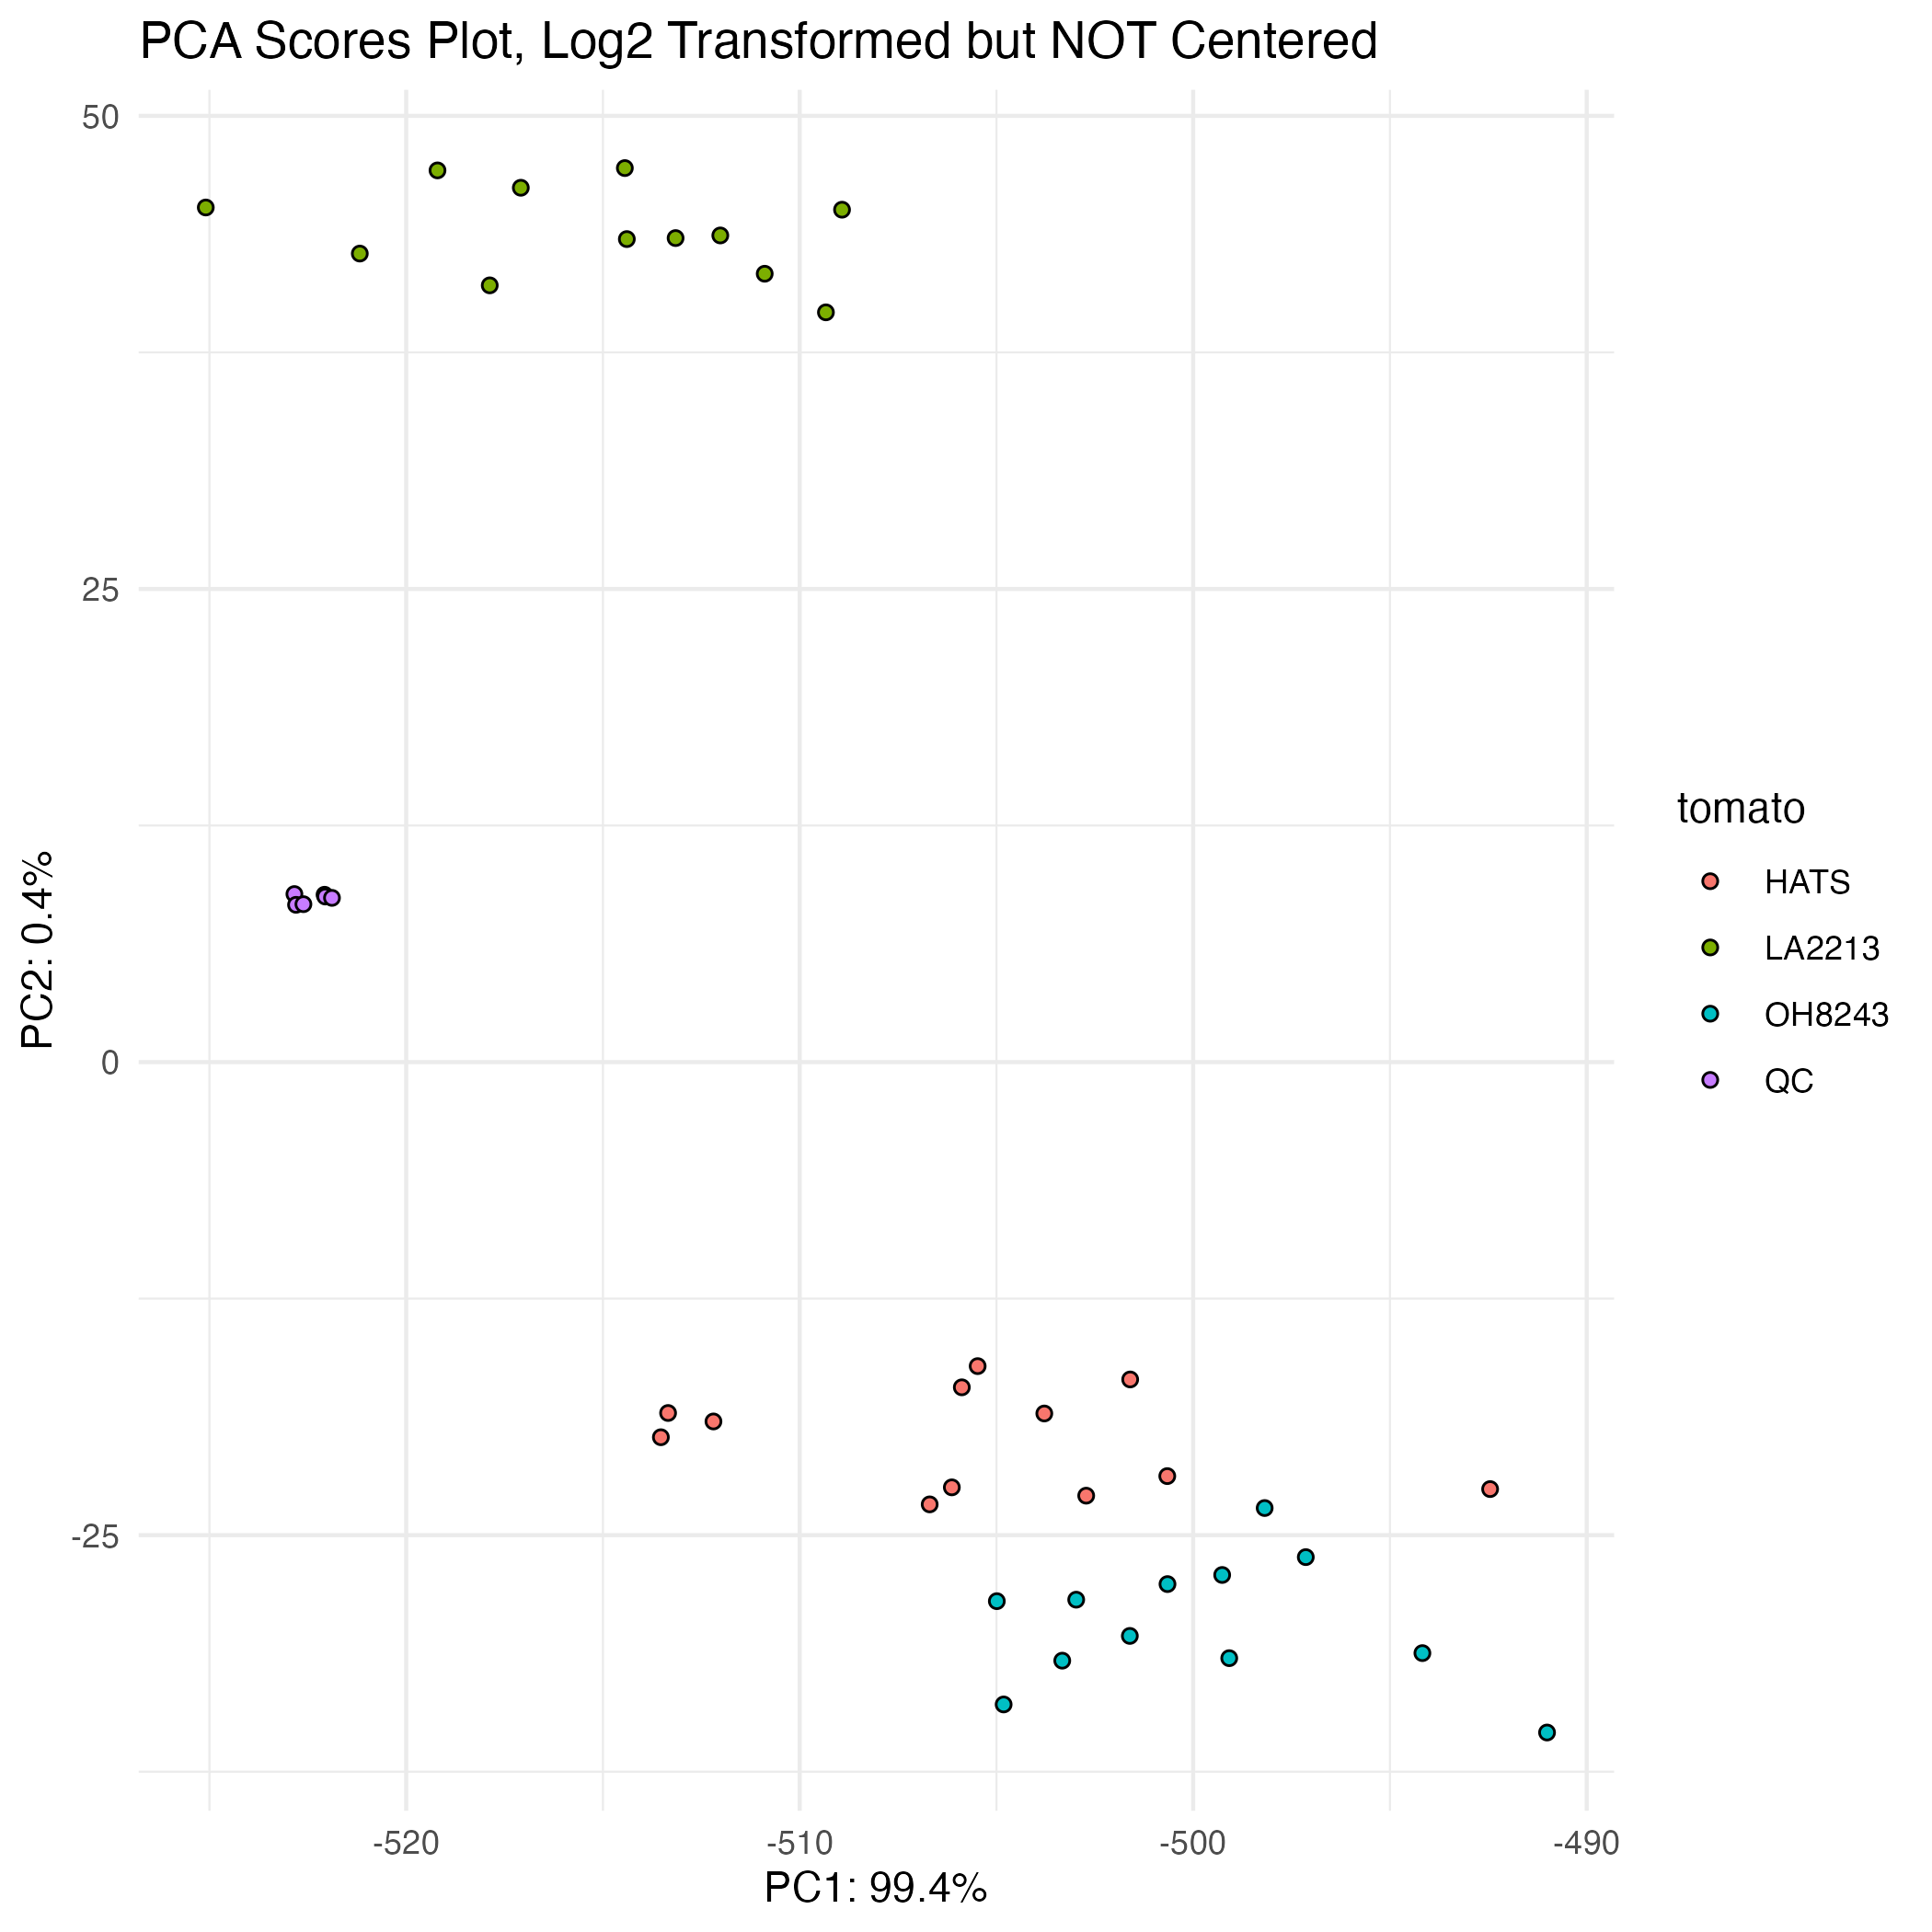 PCA Scores Plot, Log2 Transformed but NOT Centered
50
25
0
-25
PC2: 0.4%
-520
-510
-500
-490
PC1: 99.4%
tomato
HATS
LA2213
OH8243
QC